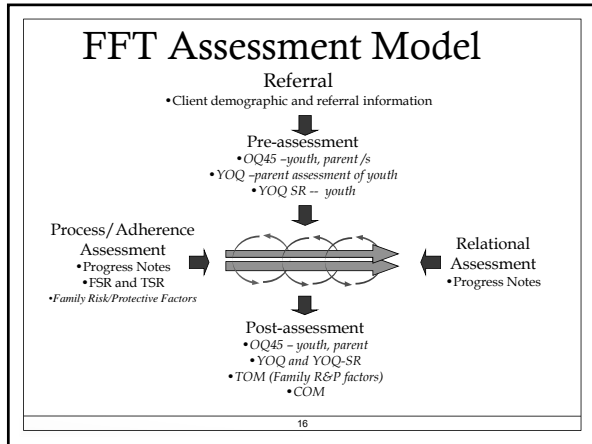 FFT Assessment Model
Referral
•Client demographic and referral information
Pre-assessment
•OQ45 –youth, parent /s
•YOQ –parent assessment of youth
•YOQ SR -- youth
Process/Adherence
Assessment
•Progress Notes
•FSR and TSR
•Family Risk/Protective Factors
Relational
Assessment
•Progress Notes
Post-assessment
•OQ45 – youth, parent
•YOQ and YOQ-SR
•TOM (Family R&P factors)
•COM
16